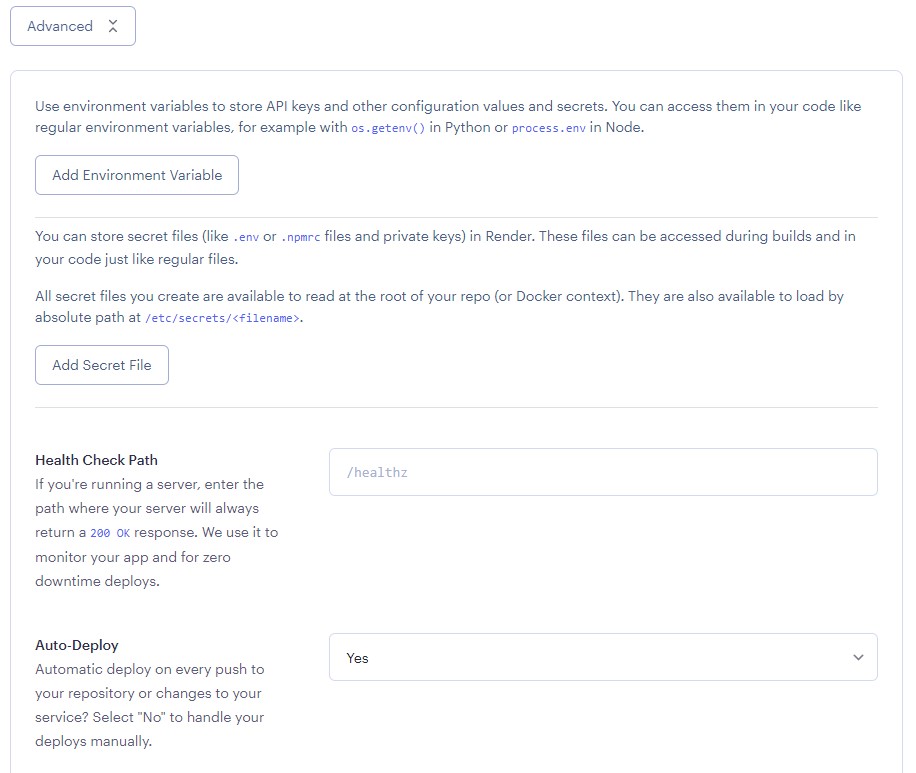 Advanced
Use environment variables to store API keys and other configuration values and secrets. You can access them in your code like
regular environment variables, for example with os.getenv() in Python or process.env in Node.
Add Environment Variable
You can store secret files (like .env or .npmrc files and private keys) in Render. These files can be accessed during builds and in
your code just like regular files.
All secret files you create are available to read at the root of your repo (or Docker context). They are also available to load by
absolute path at /etc/secrets/<filename>.
Add Secret File
Health Check Path
If you're running a server, enter the
path where your server will always
return a 200 OK response. We use it to
monitor your app and for zero
downtime deploys.
/healthz
Auto-Deploy
Automatic deploy on every push to
your repository or changes to your
service? Select "No" to handle your
deploys manually.
Yes